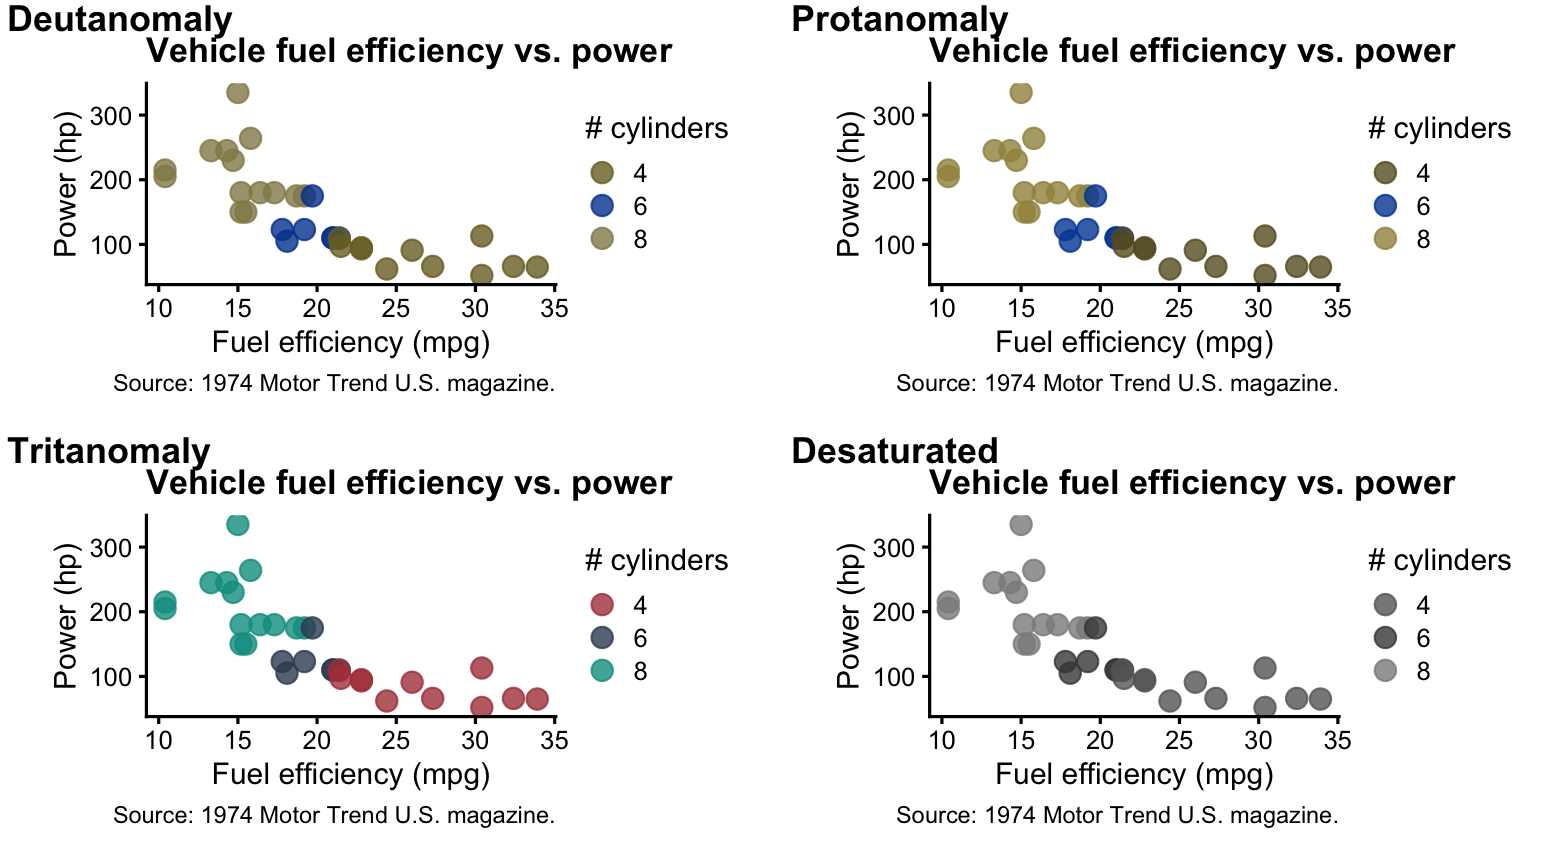 Deutanomaly
Vehicle fuel efficiency vs. power
Power (hp)
300
200
100
10 15 20 25 30 35
Fuel efficiency (mpg)
Source: 1974 Motor Trend U.S. magazine.
# cylinders
4
6
8
Protanomaly
Vehicle fuel efficiency vs. power
Power (hp)
300
200
100
10 15 20 25 30 35
Fuel efficiency (mpg)
Source: 1974 Motor Trend U.S. magazine.
# cylinders
4
6
8
Tritanomaly
Vehicle fuel efficiency vs. power
Power (hp)
300
200
100
10 15 20 25 30 35
Fuel efficiency (mpg)
Source: 1974 Motor Trend U.S. magazine.
# cylinders
4
6
8
Desaturated
Vehicle fuel efficiency vs. power
Power (hp)
300
200
100
10 15 20 25 30 35
Fuel efficiency (mpg)
Source: 1974 Motor Trend U.S. magazine.
# cylinders
4
6
8